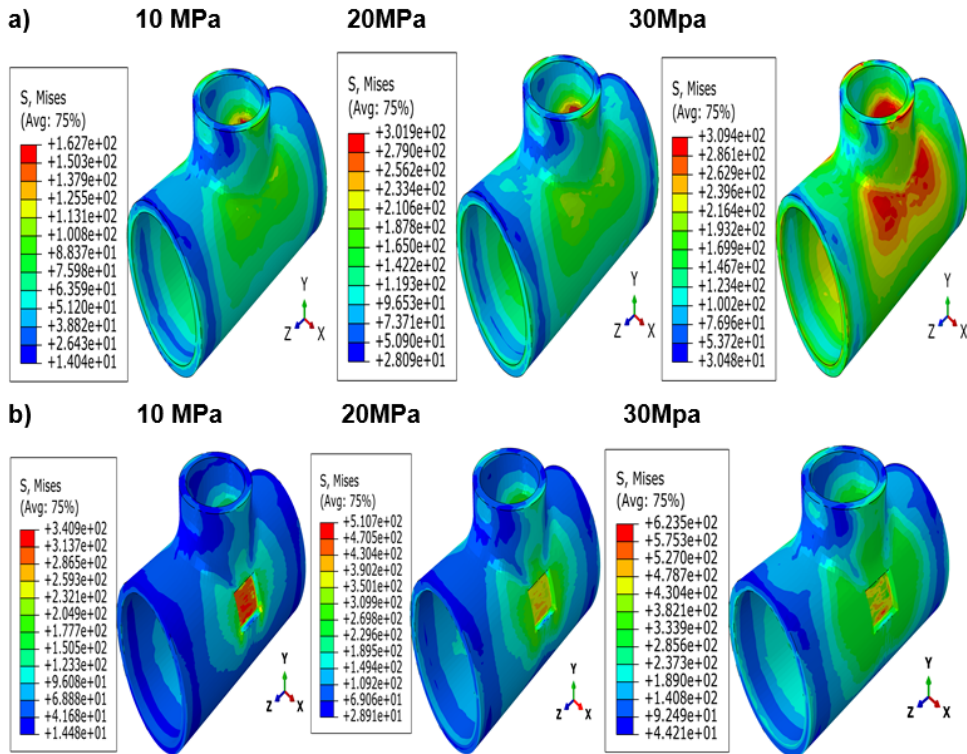 a) 10 MPa 20MPa 30Mpa
S, Mises
(Avg: 75%)
+1.627e+02
+1.503e+02
+1.379e+02
+1.255e+02
+1.131e+02
+1.008e+02
+8.837e+01
+7.598e+01
+6.359e+01
+5.120e+01
+3.882e+01
+2.643e+01
+1.404e+01
Y
Z X
S, Mises
(Avg: 75%)
+3.019e+02
+2.790e+02
+2.562e+02
+2.334e+02
+2.106e+02
+1.878e+02
+1.650e+02
+1.422e+02
+1.193e+02
+9.653e+01
+7.371e+01
+5.090e+01
+2.809e+01
Y
Z X
S, Mises
(Avg: 75%)
+3.094e+02
+2.861e+02
+2.629e+02
+2.396e+02
+2.164e+02
+1.932e+02
+1.699e+02
+1.467e+02
+1.234e+02
+1.002e+02
+7.696e+01
+5.372e+01
+3.048e+01
Y
Z X
b) 10 MPa 20MPa 30Mpa
S, Mises
(Avg: 75%)
+3.409e+02
+3.137e+02
+2.865e+02
+2.593e+02
+2.321e+02
+2.049e+02
+1.777e+02
+1.505e+02
+1.233e+02
+9.608e+01
+6.888e+01
+4.168e+01
+1.448e+01
Y
Z X
S, Mises
(Avg: 75%)
+5.107e+02
+4.705e+02
+4.304e+02
+3.902e+02
+3.501e+02
+3.099e+02
+2.698e+02
+2.296e+02
+1.895e+02
+1.494e+02
+1.092e+02
+6.906e+01
+2.891e+01
Y
Z X
S, Mises
(Avg: 75%)
+6.235e+02
+5.753e+02
+5.270e+02
+4.787e+02
+4.304e+02
+3.821e+02
+3.339e+02
+2.856e+02
+2.373e+02
+1.890e+02
+1.408e+02
+9.249e+01
+4.421e+01
Y
Z X